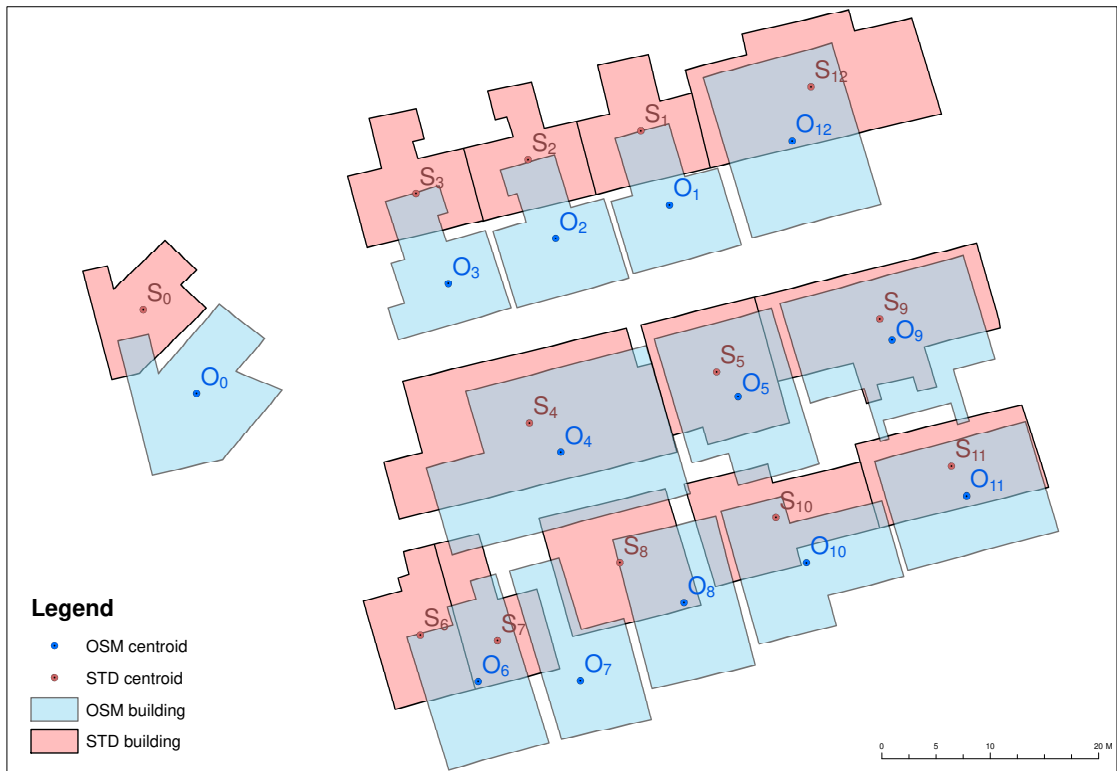 S₁₂
O₁₂
S₁
S₂
S₃
O₁
O₂
O₃
S₀
O₀
S₉
O₉
S₅
O₅
S₄
O₄
S₁₁
O₁₁
S₁₀
O₁₀
S₈
O₈
S₆
S₇
O₆
O₇
Legend
OSM centroid
STD centroid
OSM building
STD building
0 5 10 20 M